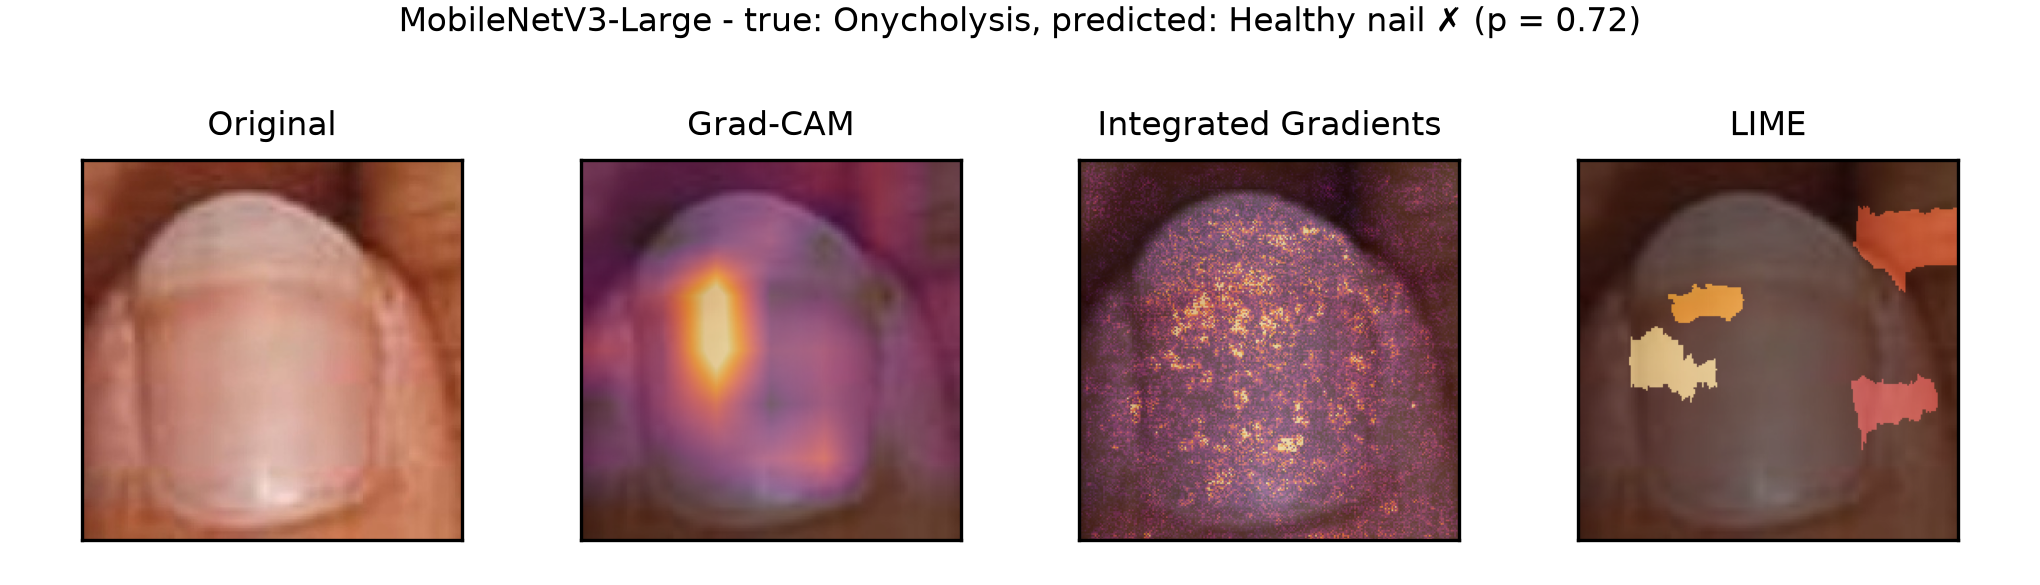 MobileNetV3-Large - true: Onycholysis, predicted: Healthy nail ✗ (p = 0.72)
Original
Grad-CAM
Integrated Gradients
LIME